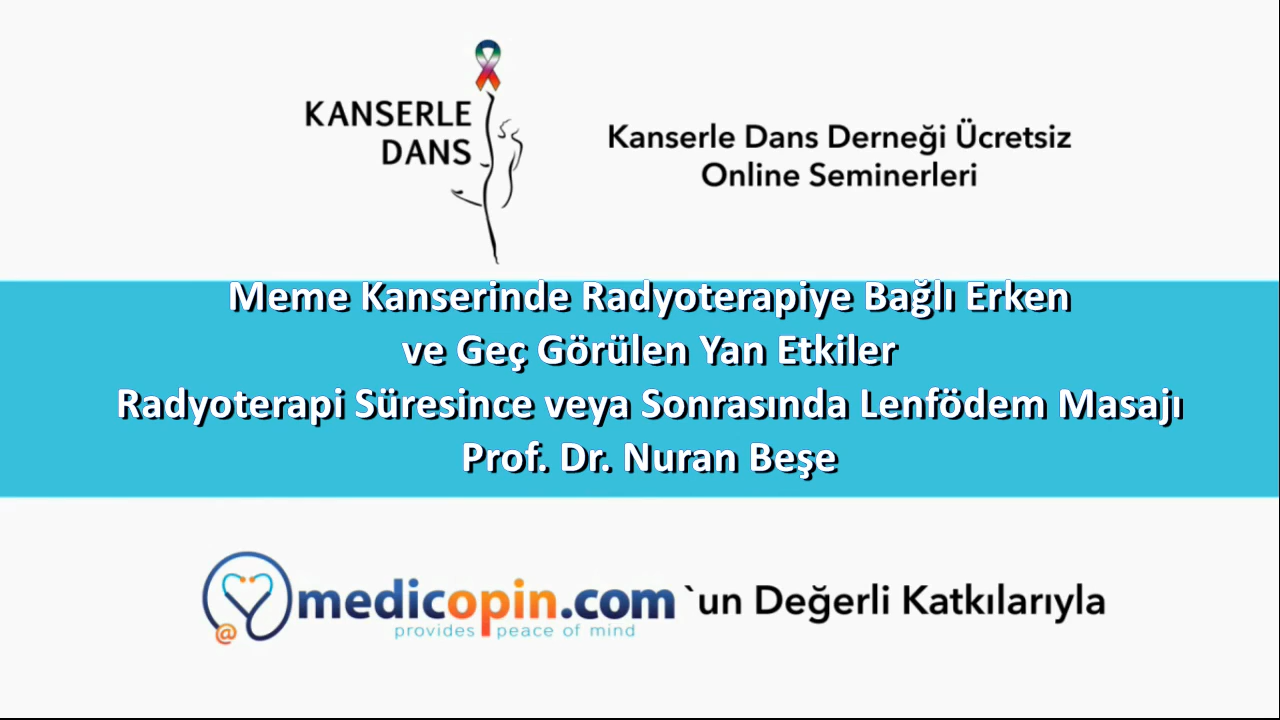 KANSERLE
DANS
Kanserle Dans Derneği Ücretsiz
Online Seminerleri
Meme Kanserinde Radyoterapiye Bağlı Erken
ve Geç Görülen Yan Etkiler
Radyoterapi Süresince veya Sonrasında Lenfödem Masajı
Prof. Dr. Nuran Beşe
@medicopin.com `un Değerli Katkılarıyla
provides peace of mind